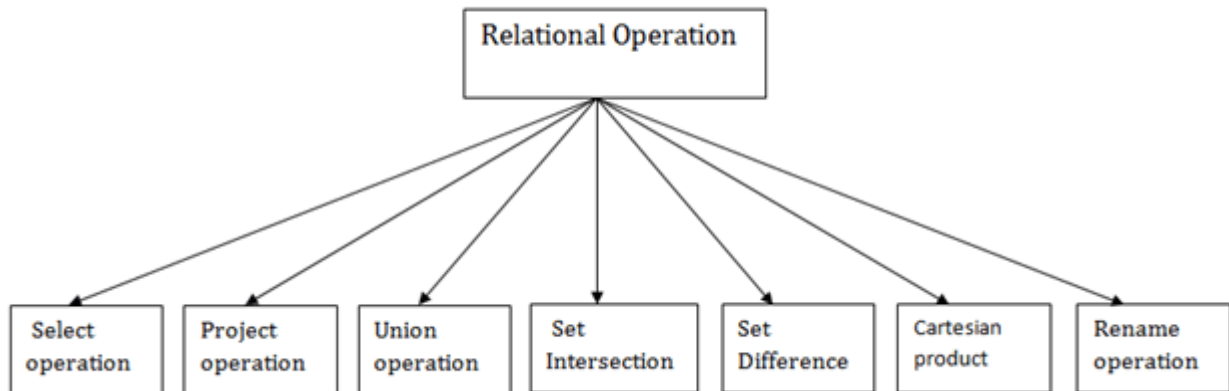 Relational Operation
Select
operation
Project
operation
Union
operation
Set
Intersection
Set
Difference
Cartesian
product
Rename
operation